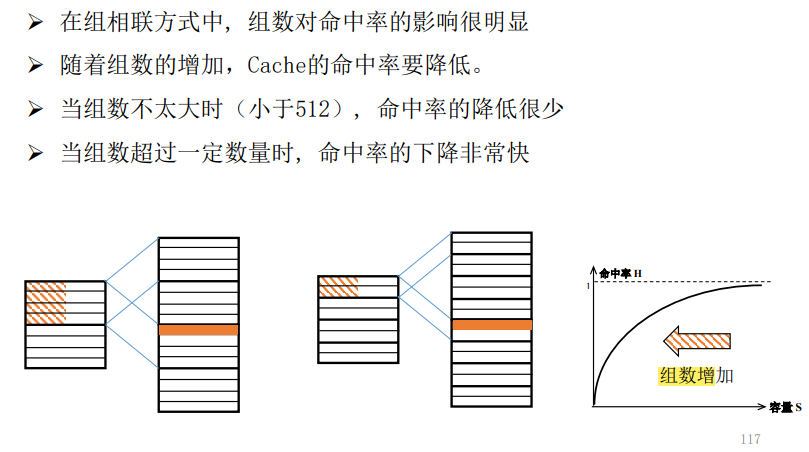 ➢ 在组相联方式中，组数对命中率的影响很明显
➢ 随着组数的增加，Cache的命中率要降低。
➢ 当组数不太大时（小于512），命中率的降低很少
➢ 当组数超过一定数量时，命中率的下降非常快
命中率 H
1
组数增加
容量 S
117